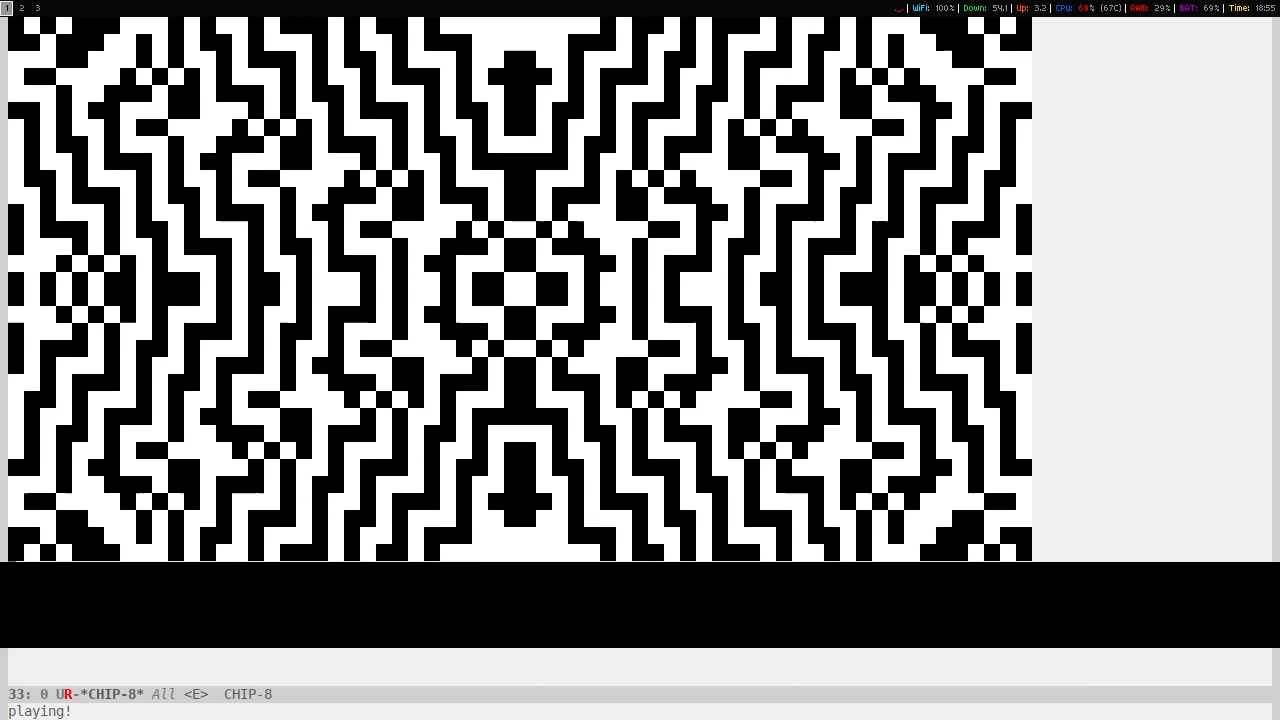 1 2 3 WiFi: 100% | Down: 54.1 | Up: 3.2 | CPU: 69% (67C) | RAM: 29% | BAT: 69% | Time: 18:55
33: 0 UR-*CHIP-8* All <E> CHIP-8
playing!